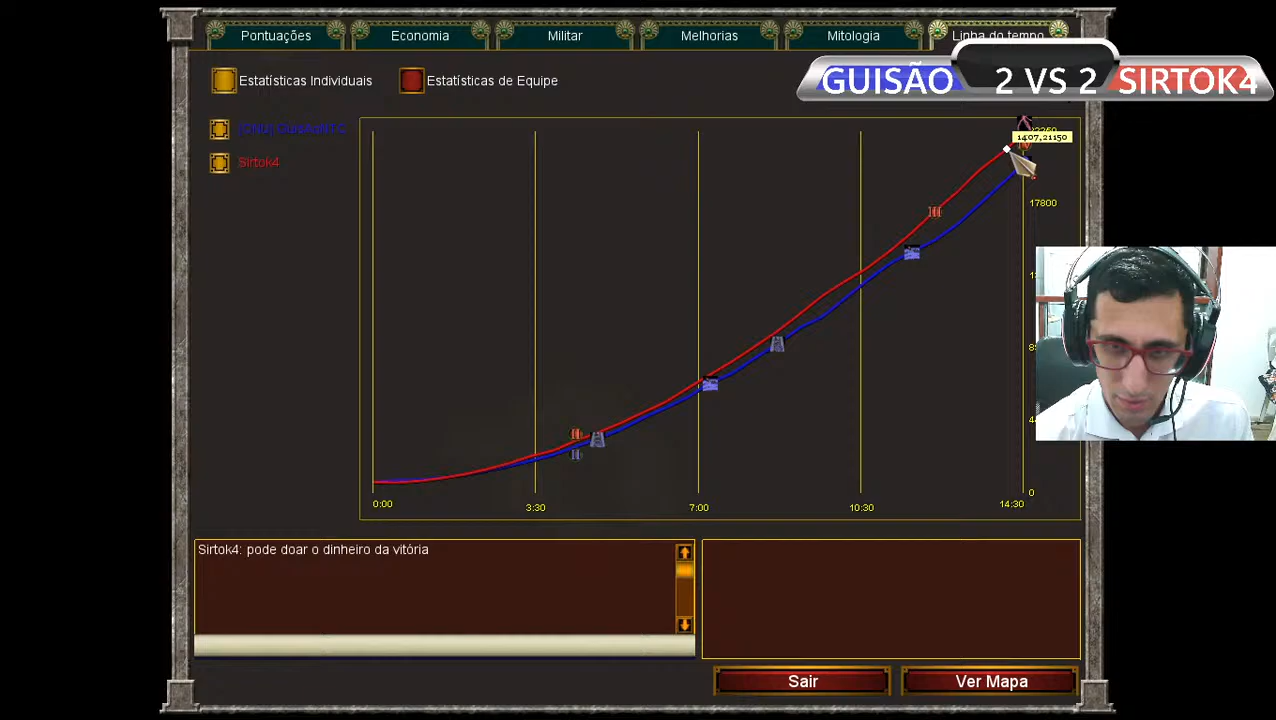 Pontuações
Economia
Militar
Melhorias
Mitologia
Linha do tempo
GUISÃO 2 VS 2 SIRTOK4
Estatísticas Individuais
Estatísticas de Equipe
Sirtok4
1407,21150
17800
0
0:00
3:30
7:00
10:30
14:30
Sirtok4: pode doar o dinheiro da vitória
Sair
Ver Mapa